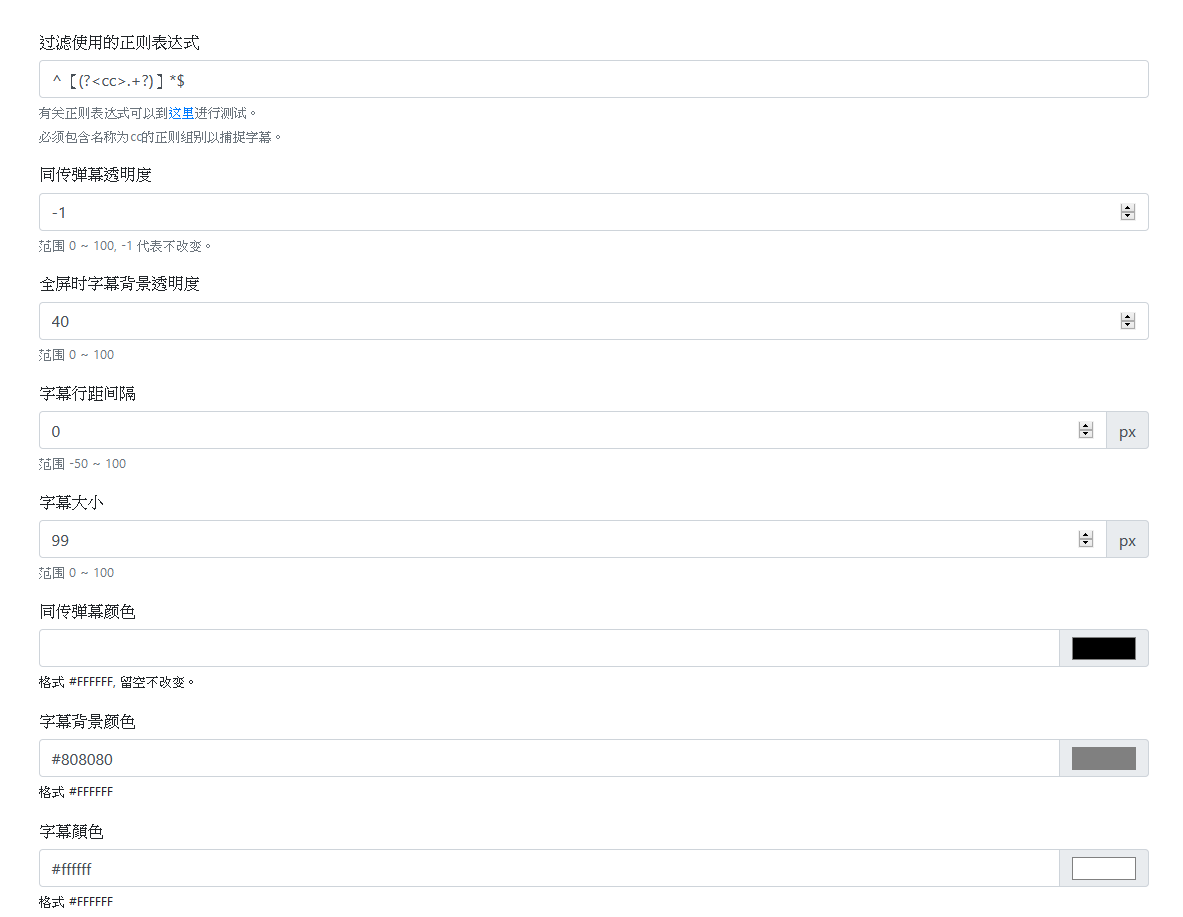 过滤使用的正则表达式
^【(?<cc>.+?)】*$
有关正则表达式可以到这里进行测试。
必须包含名称为cc的正则组别以捕捉字幕。
同传弹幕透明度
-1
范围 0 ~ 100, -1 代表不改变。
全屏时字幕背景透明度
40
范围 0 ~ 100
字幕行距间隔
0
px
范围 -50 ~ 100
字幕大小
99
px
范围 0 ~ 100
同传弹幕颜色
格式 #FFFFFF, 留空不改变。
字幕背景颜色
#808080
格式 #FFFFFF
字幕顏色
#ffffff
格式 #FFFFFF